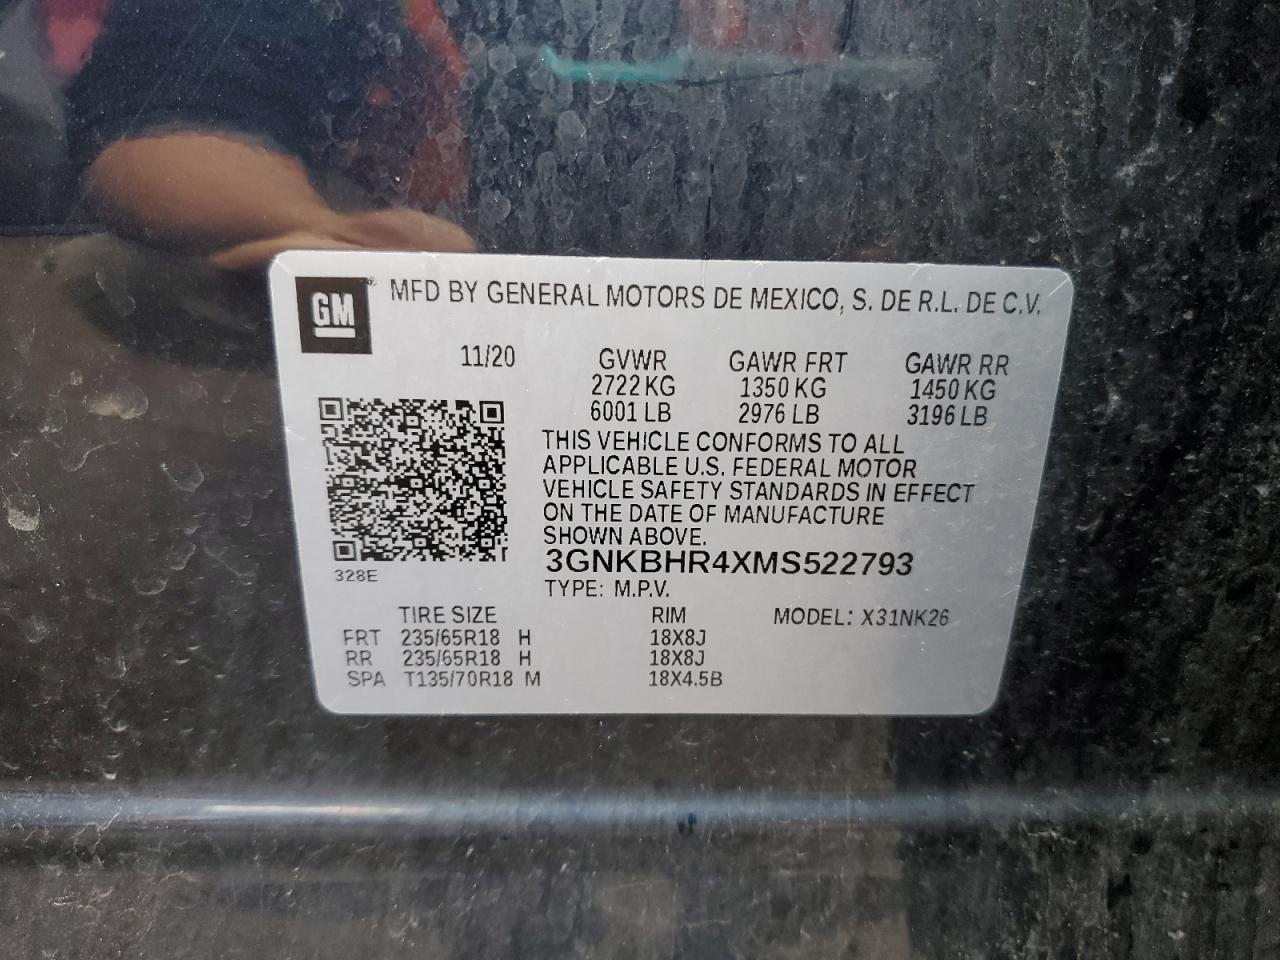 GM
MFD BY GENERAL MOTORS DE MEXICO, S. DE R.L. DE C.V.
11/20 GVWR GAWR FRT GAWR RR
2722 KG 1350 KG 1450 KG
6001 LB 2976 LB 3196 LB
THIS VEHICLE CONFORMS TO ALL
APPLICABLE U.S. FEDERAL MOTOR
VEHICLE SAFETY STANDARDS IN EFFECT
ON THE DATE OF MANUFACTURE
SHOWN ABOVE.
3GNKBHR4XMS522793
328E
TYPE: M.P.V.
TIRE SIZE RIM MODEL: X31NK26
FRT 235/65R18 H 18X8J
RR 235/65R18 H 18X8J
SPA T135/70R18 M 18X4.5B